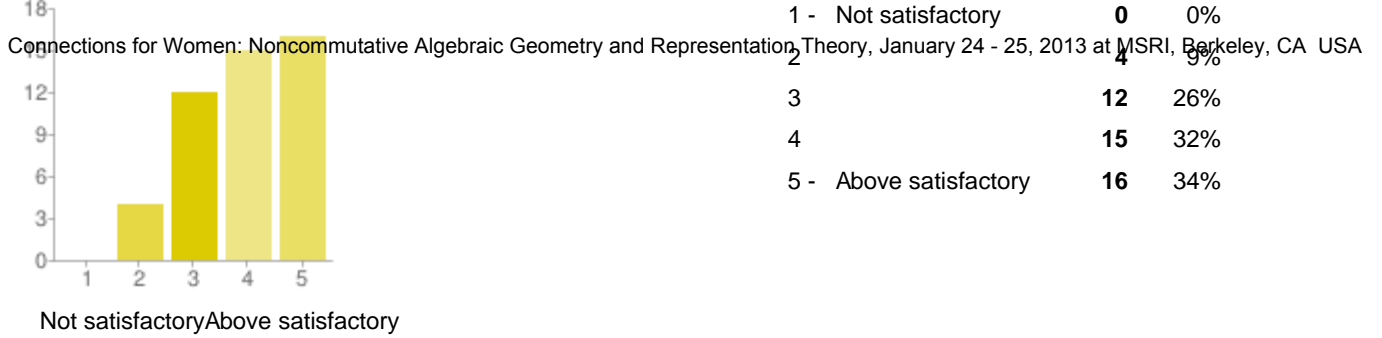 18
1 - Not satisfactory 0 0%
Connections for Women: Noncommutative Algebraic Geometry and Representation Theory, January 24 - 25, 2013 at MSRI, Berkeley, CA USA
15
2 4 9%
12
3 12 26%
9
4 15 32%
6
5 - Above satisfactory 16 34%
3
0
1 2 3 4 5
Not satisfactoryAbove satisfactory